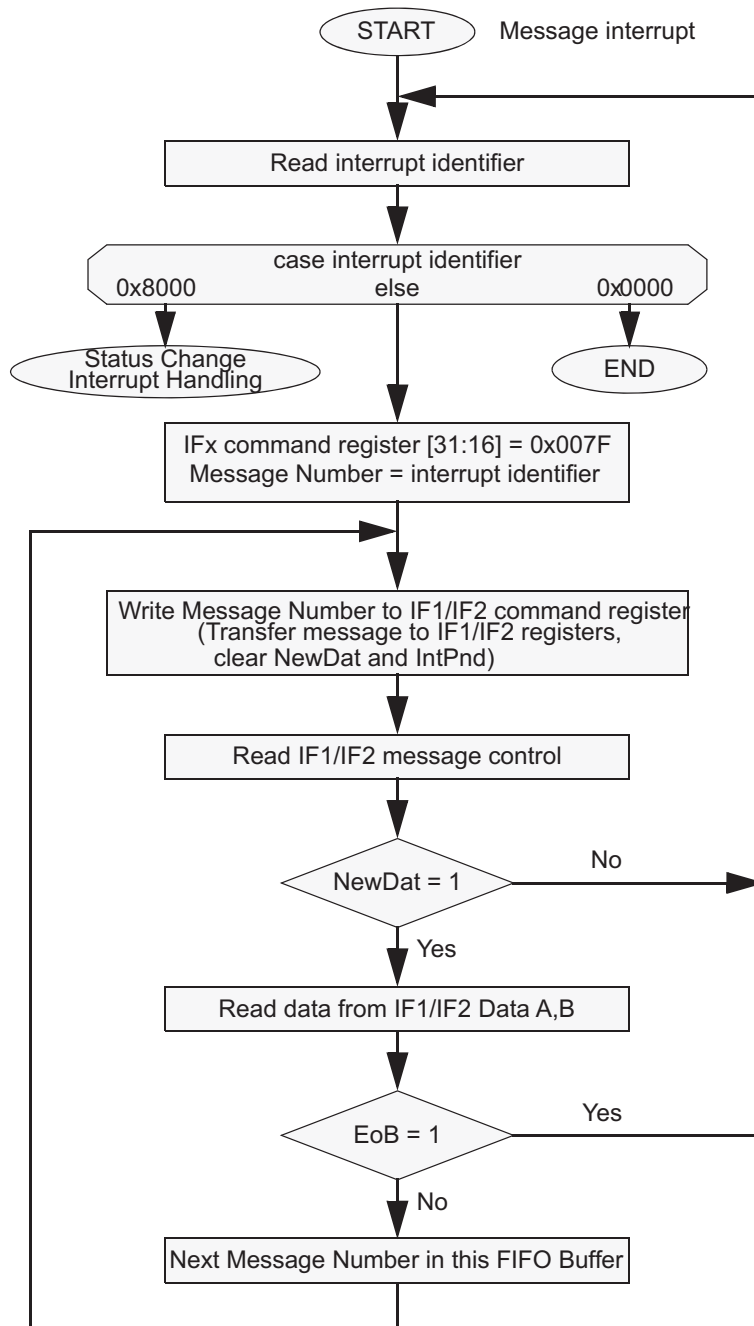 START
Message interrupt
Read interrupt identifier
case interrupt identifier
0x8000
else
0x0000
Status Change
Interrupt Handling
END
IFx command register [31:16] = 0x007F
Message Number = interrupt identifier
Write Message Number to IF1/IF2 command register
(Transfer message to IF1/IF2 registers,
clear NewDat and IntPnd)
Read IF1/IF2 message control
NewDat = 1
No
Yes
Read data from IF1/IF2 Data A,B
EoB = 1
Yes
No
Next Message Number in this FIFO Buffer